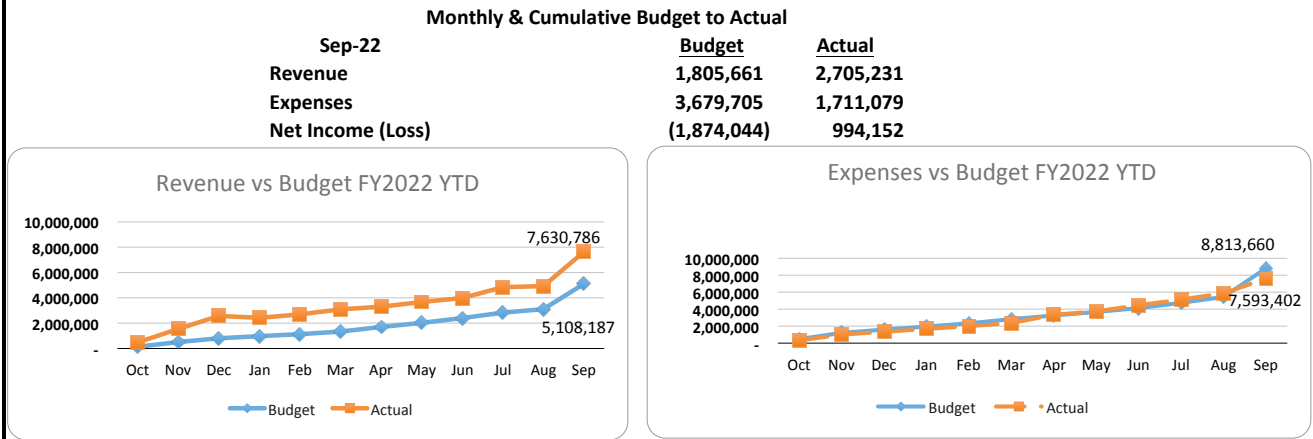 Monthly & Cumulative Budget to Actual
Sep-22 Budget Actual
Revenue 1,805,661 2,705,231
Expenses 3,679,705 1,711,079
Net Income (Loss) (1,874,044) 994,152
Revenue vs Budget FY2022 YTD
10,000,000
8,000,000
6,000,000
4,000,000
2,000,000
-
7,630,786
5,108,187
Oct Nov Dec Jan Feb Mar Apr May Jun Jul Aug Sep
Budget Actual
Expenses vs Budget FY2022 YTD
10,000,000
8,000,000
6,000,000
4,000,000
2,000,000
-
8,813,660
7,593,402
Oct Nov Dec Jan Feb Mar Apr May Jun Jul Aug Sep
Budget Actual